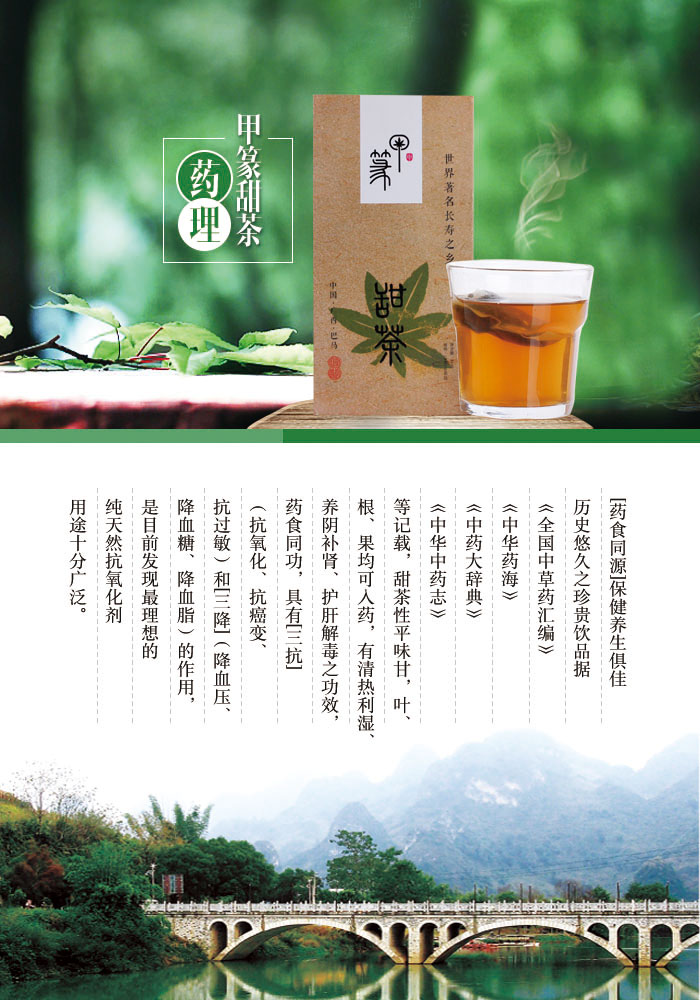 甲篆甜茶
药理
甲篆
世界著名长寿之乡
甜茶
[药食同源]保健养生俱佳
历史悠久之珍贵饮品据
《全国中草药汇编》
《中华药海》
《中药大辞典》
《中华中药志》
等记载，甜茶性平味甘，叶、
根、果均可入药，有清热利湿、
养阴补肾、护肝解毒之功效，
药食同功，具有[三抗]
（抗氧化、抗癌变、
抗过敏）和[三降]（降血压、
降血糖、降血脂）的作用，
是目前发现最理想的
纯天然抗氧化剂
用途十分广泛。